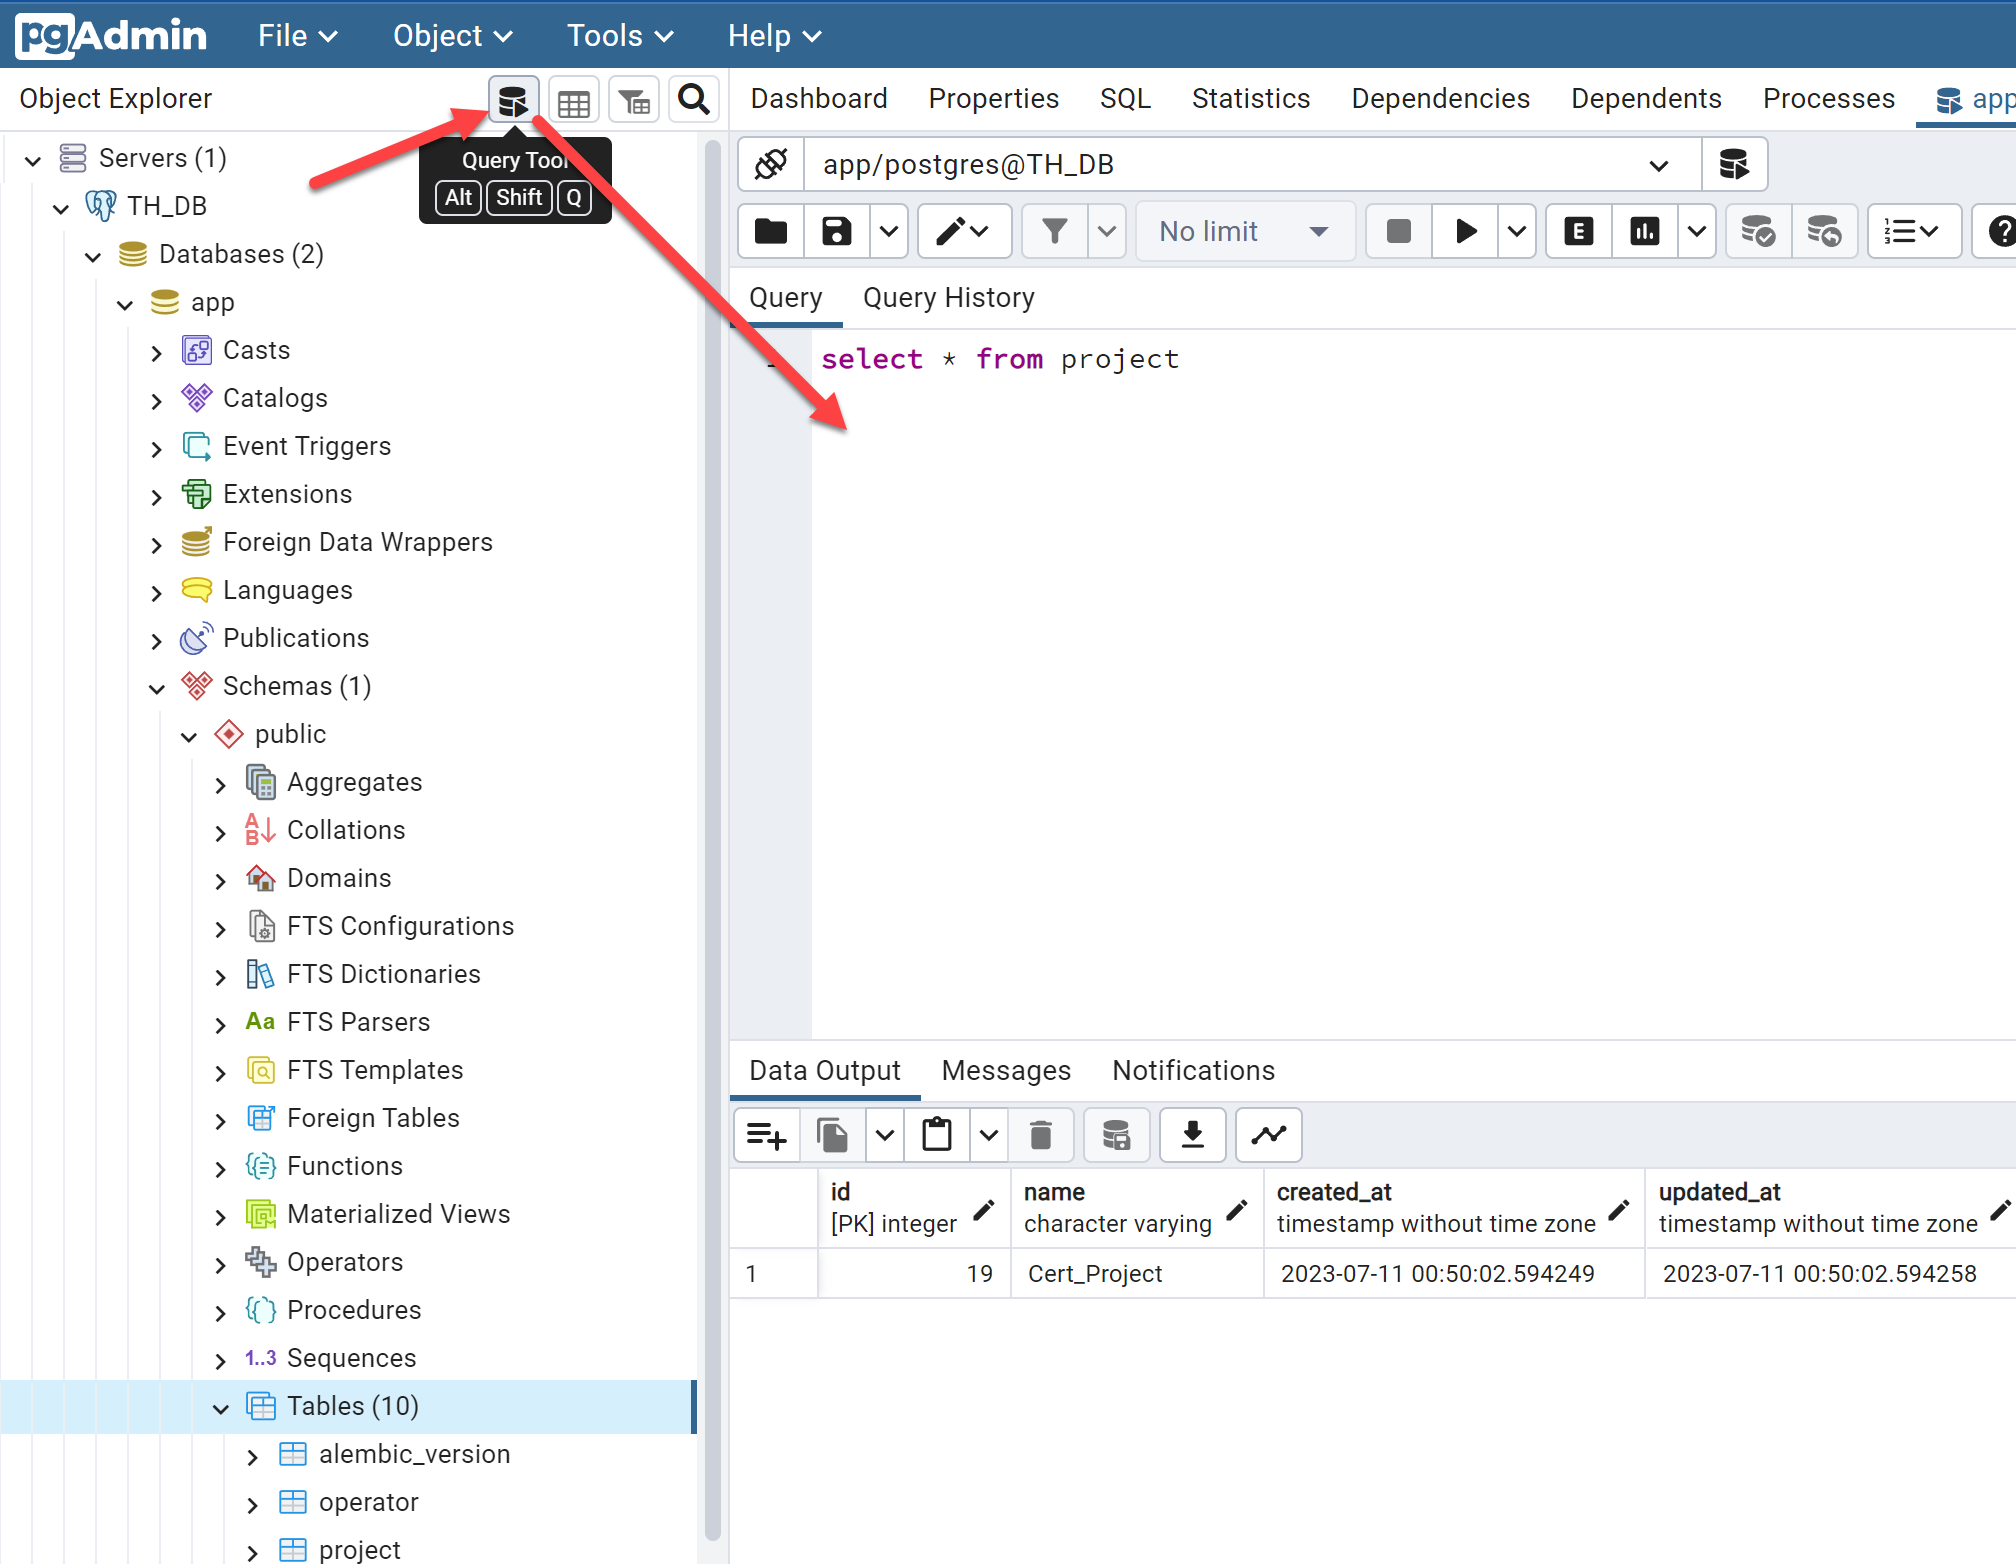 pgAdmin File Object Tools Help
Object Explorer
Query Tool
Alt Shift Q
Servers (1)
TH_DB
Databases (2)
app
Casts
Catalogs
Event Triggers
Extensions
Foreign Data Wrappers
Languages
Publications
Schemas (1)
public
Aggregates
Collations
Domains
FTS Configurations
FTS Dictionaries
Aa FTS Parsers
FTS Templates
Foreign Tables
Functions
Materialized Views
Operators
Procedures
1..3 Sequences
Tables (10)
alembic_version
operator
project
Dashboard Properties SQL Statistics Dependencies Dependents Processes app
app/postgres@TH_DB
No limit
Query Query History
select * from project
Data Output Messages Notifications
id name created_at updated_at
[PK] integer character varying timestamp without time zone timestamp without time zone
1 19 Cert_Project 2023-07-11 00:50:02.594249 2023-07-11 00:50:02.594258